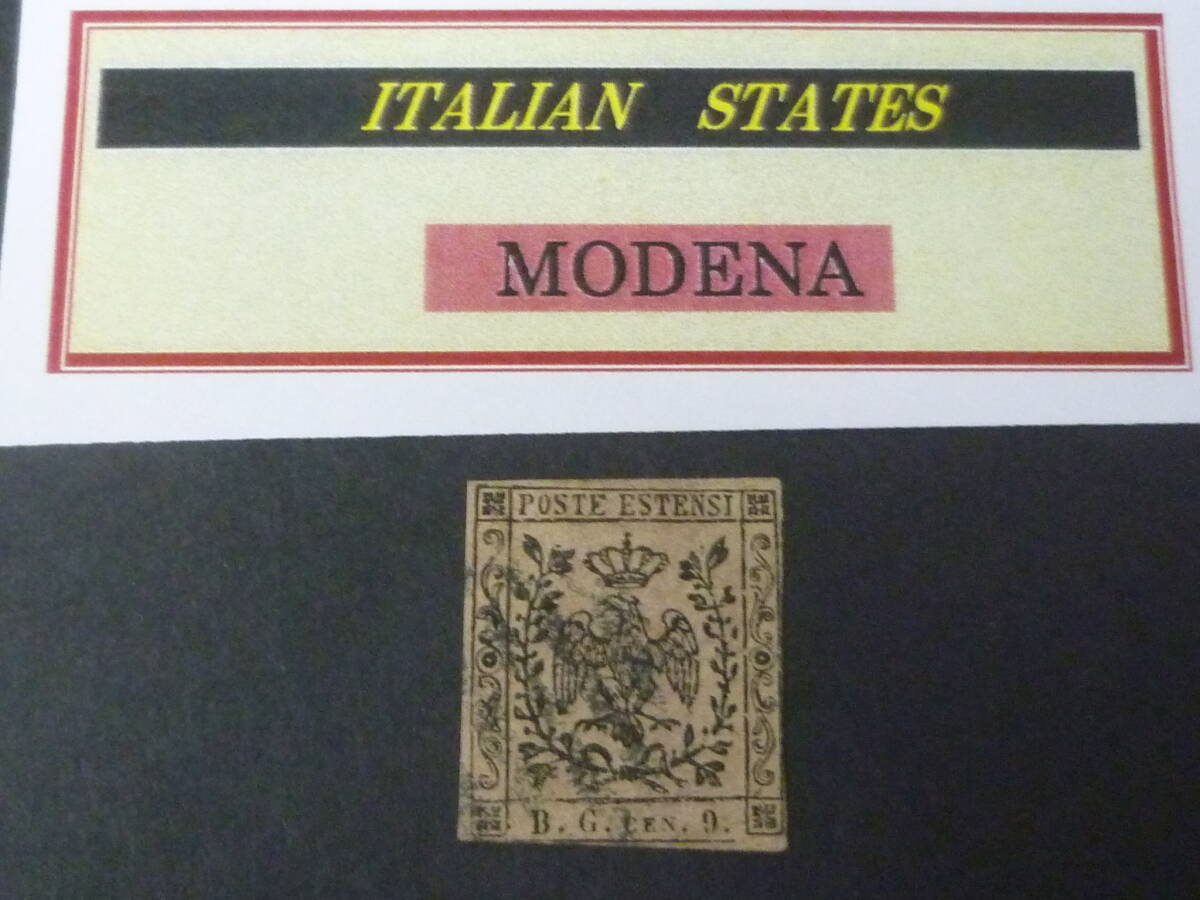 ITALIAN STATES
MODENA
POSTE ESTENSI
B. G. CEN. 9.